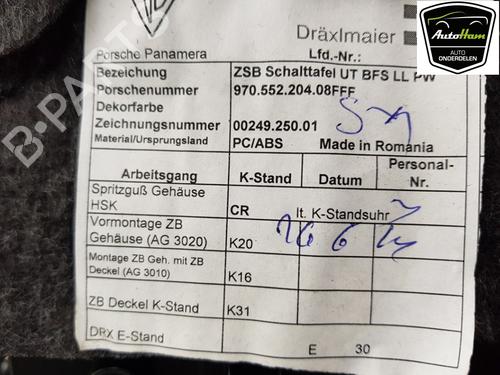 Dräxlmaier
Porsche Panamera Lfd.-Nr.:
Bezeichung ZSB Schalttafel UT BFS LL PW
Porschenummer 970.552.204.08FFF
Dekorfarbe
Zeichnungsnummer 00249.250.01
Material/Ursprungsland PC/ABS Made in Romania
Arbeitsgang K-Stand Datum Personal-Nr.
Spritzguß Gehäuse HSK CR lt. K-Standsuhr
Vormontage ZB Gehäuse (AG 3020) K20
Montage ZB Geh. mit ZB Deckel (AG 3010) K16
ZB Deckel K-Stand K31
DRX E-Stand E 30
AutoHam
AUTO
ONDERDELEN
B-PARTS